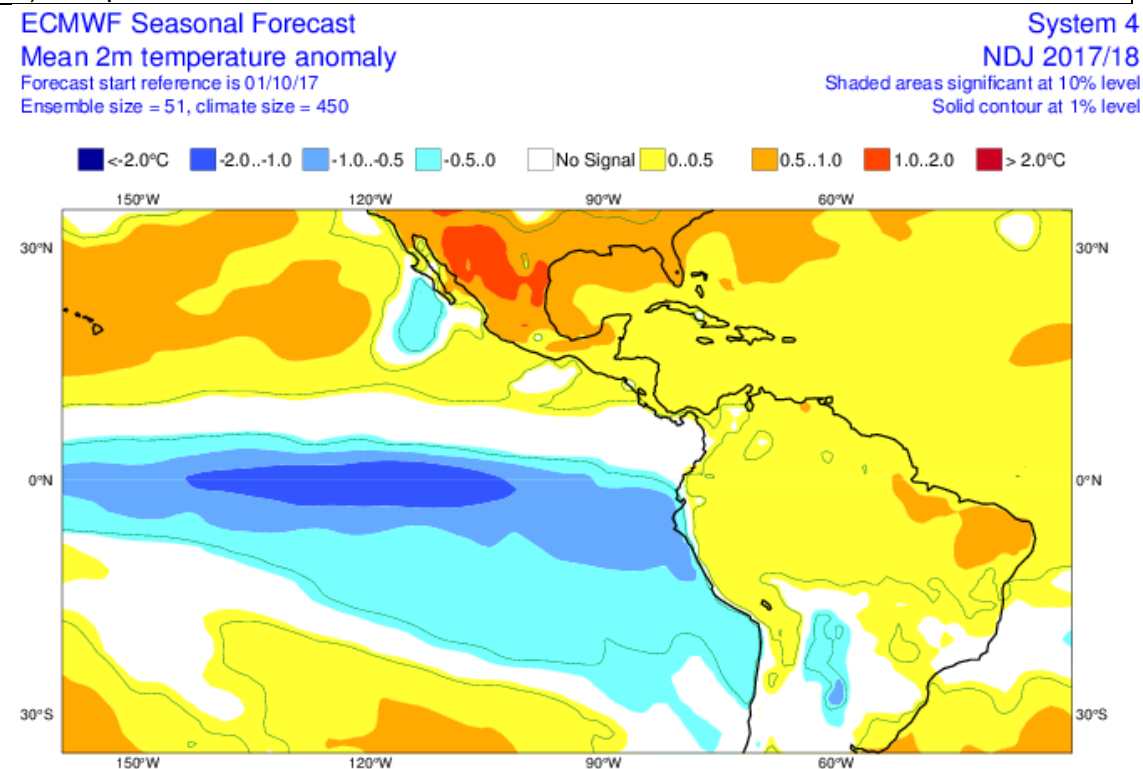 ECMWF Seasonal Forecast
System 4
Mean 2m temperature anomaly
NDJ 2017/18
Forecast start reference is 01/10/17
Shaded areas significant at 10% level
Ensemble size = 51, climate size = 450
Solid contour at 1% level
<-2.0°C -2.0..-1.0 -1.0..-0.5 -0.5..0 No Signal 0..0.5 0.5..1.0 1.0..2.0 > 2.0°C
150°W 120°W 90°W 60°W
30°N 30°N
0°N 0°N
30°S 30°S
150°W 120°W 90°W 60°W